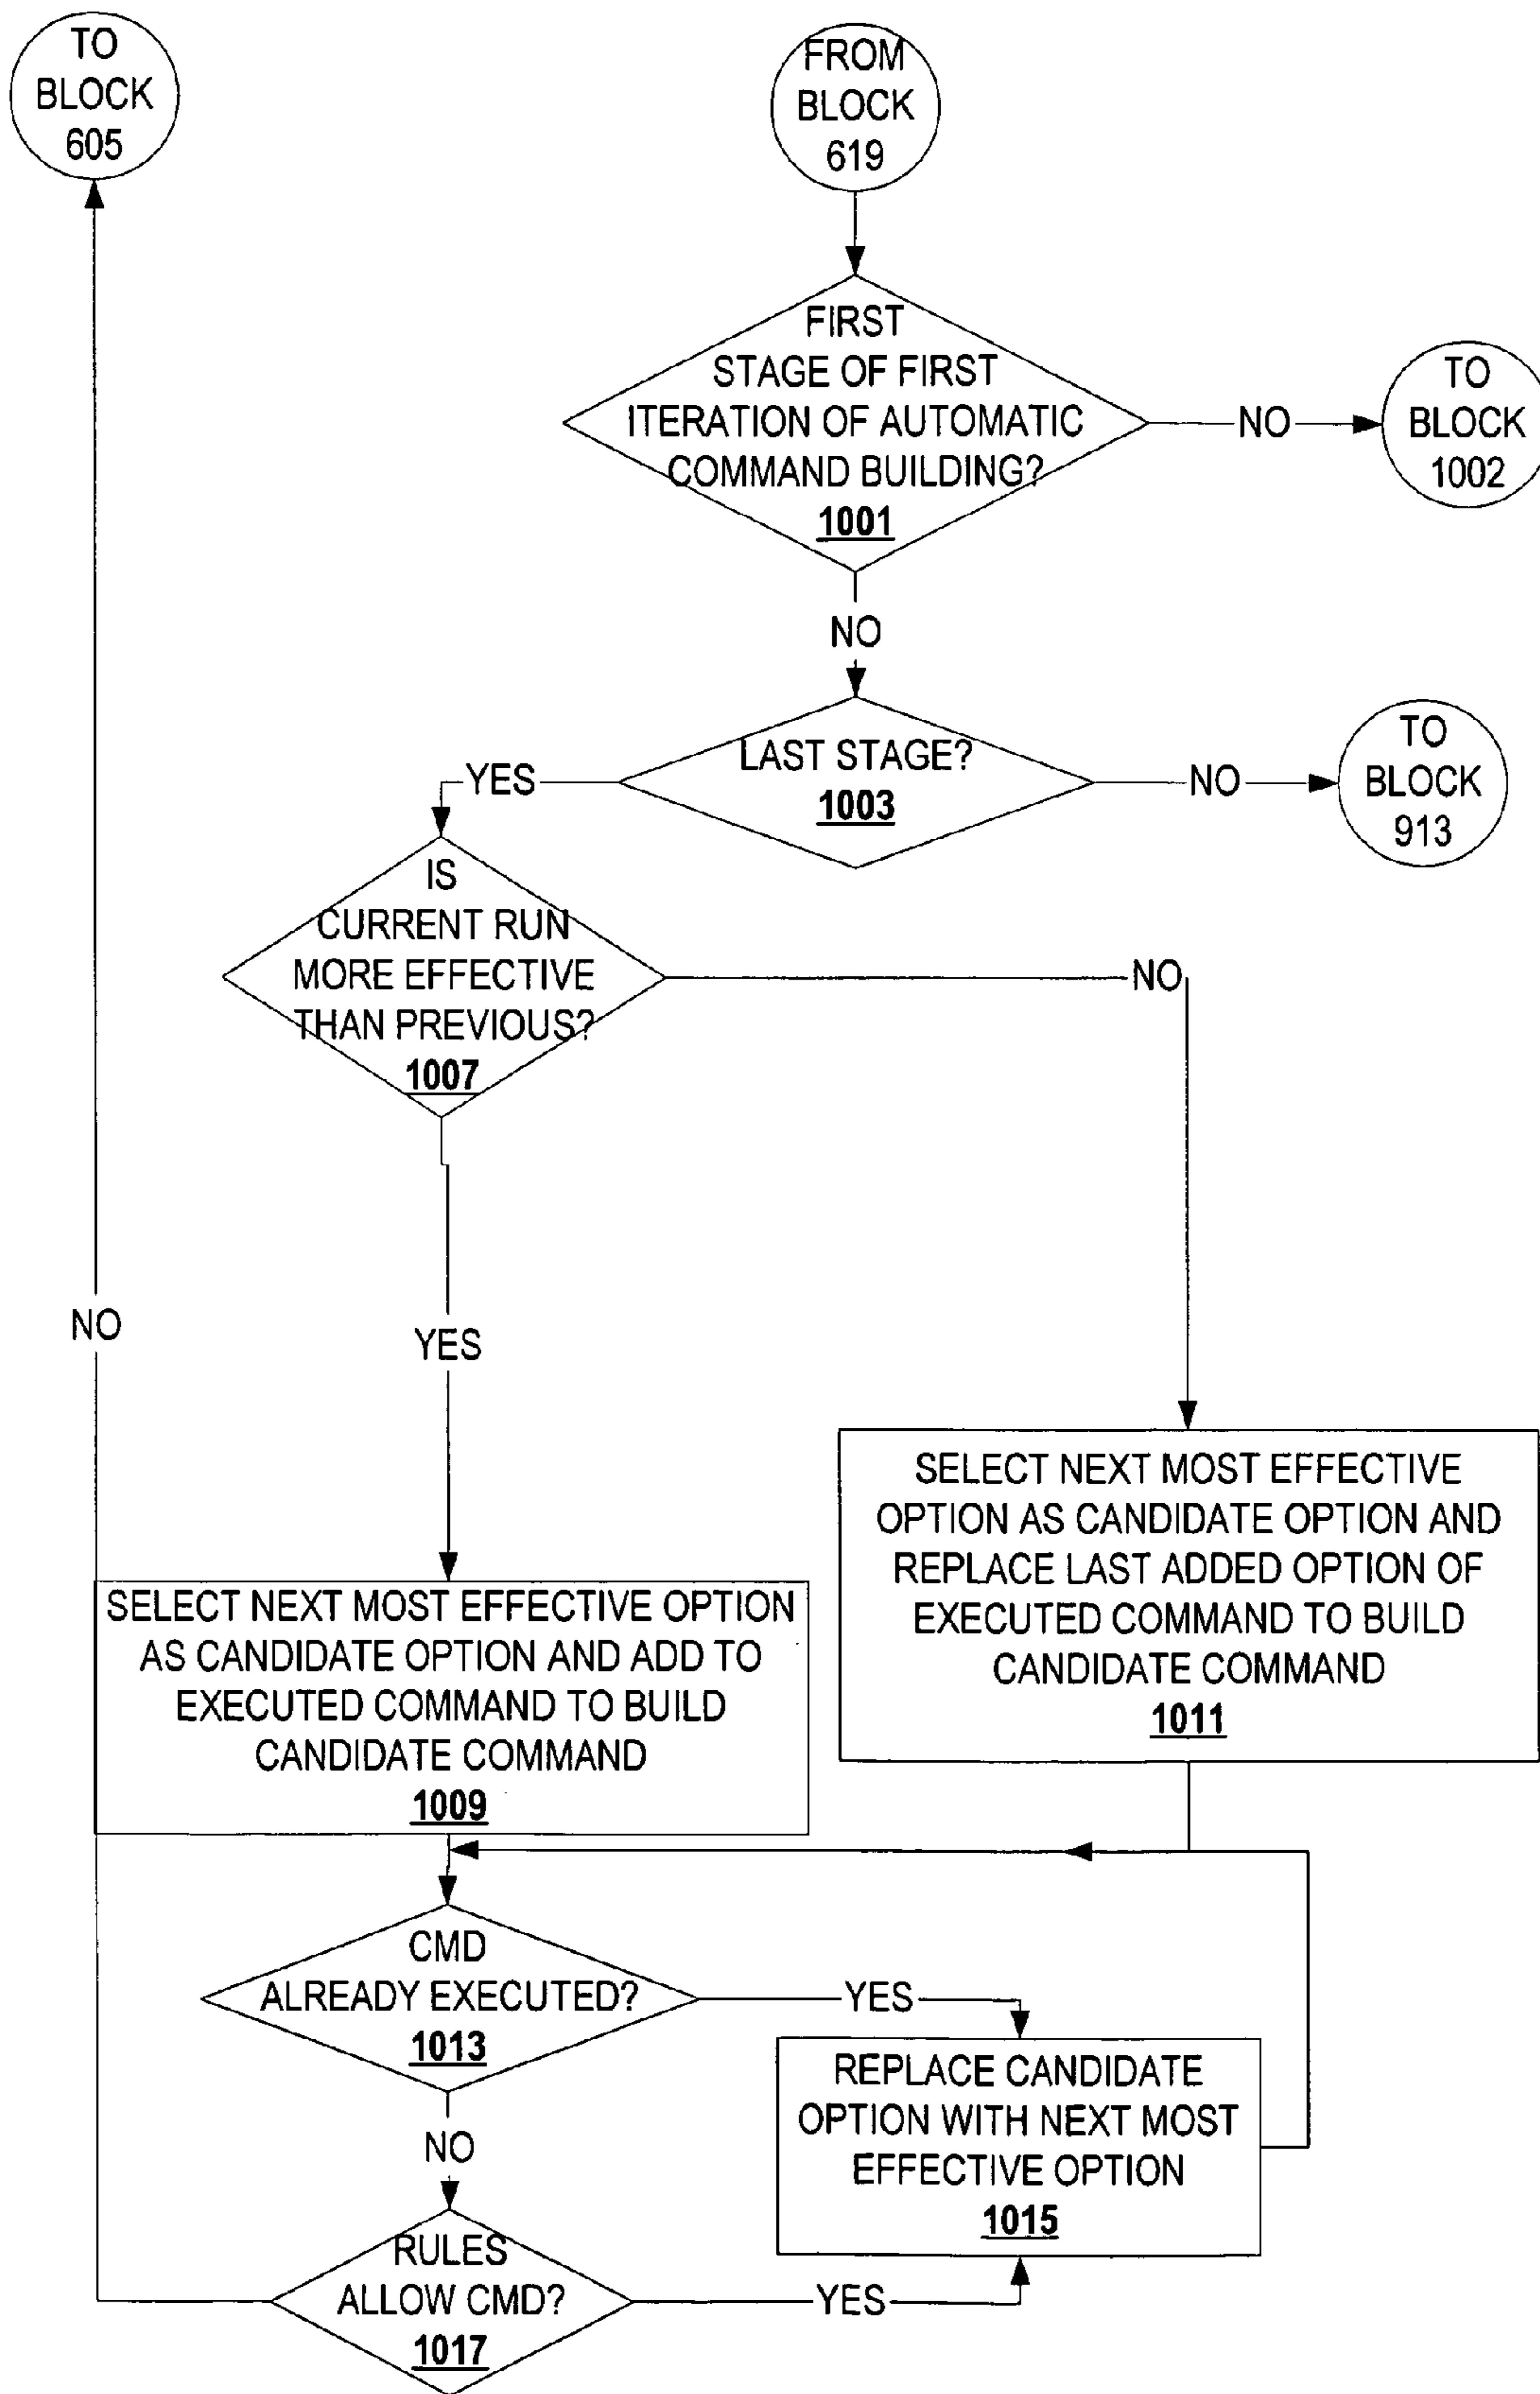 TO
BLOCK
605
FROM
BLOCK
619
FIRST
STAGE OF FIRST
ITERATION OF AUTOMATIC
COMMAND BUILDING?
1001
NO
TO
BLOCK
1002
NO
LAST STAGE?
1003
YES
NO
TO
BLOCK
913
IS
CURRENT RUN
MORE EFFECTIVE
THAN PREVIOUS?
1007
NO
NO
YES
SELECT NEXT MOST EFFECTIVE
OPTION AS CANDIDATE OPTION AND
REPLACE LAST ADDED OPTION OF
EXECUTED COMMAND TO BUILD
CANDIDATE COMMAND
1011
SELECT NEXT MOST EFFECTIVE OPTION
AS CANDIDATE OPTION AND ADD TO
EXECUTED COMMAND TO BUILD
CANDIDATE COMMAND
1009
CMD
ALREADY EXECUTED?
1013
YES
REPLACE CANDIDATE
OPTION WITH NEXT MOST
EFFECTIVE OPTION
1015
NO
RULES
ALLOW CMD?
1017
YES